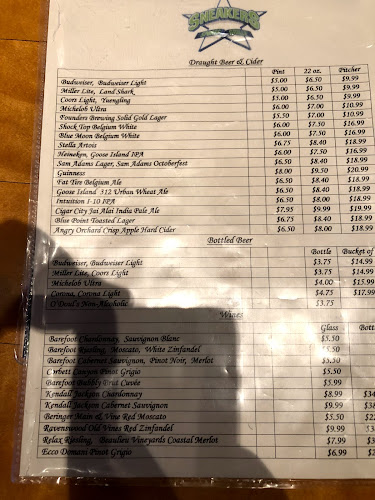 SNEAKERS
Draught Beer & Cider
Pint 22 oz. Pitcher
Budweiser, Budweiser Light $5.00 $6.50 $9.99
Miller Lite, Land Shark $5.00 $6.50 $9.99
Coors Light, Yuengling $5.00 $6.50 $9.99
Michelob Ultra $6.00 $7.00 $10.99
Founders Brewing Solid Gold Lager $5.50 $7.00 $10.99
Shock Top Belgium White $6.00 $7.50 $16.99
Blue Moon Belgium White $6.00 $7.50 $16.99
Stella Artois $6.75 $8.40 $18.99
Heineken, Goose Island IPA $6.00 $7.50 $16.99
Sam Adams Lager, Sam Adams Octoberfest $6.50 $8.40 $18.99
Guinness $8.00 $9.50 $20.99
Fat Tire Belgium Ale $6.50 $8.40 $18.99
Goose Island 312 Urban Wheat Ale $6.50 $8.40 $18.99
Intuition I-10 IPA $6.50 $8.00 $18.99
Cigar City Jai Alai India Pale Ale $7.95 $9.99 $19.99
Blue Point Toasted Lager $6.75 $8.40 $18.99
Angry Orchard Crisp Apple Hard Cider $6.50 $8.00 $18.99
Bottled Beer
Bottle Bucket of
Budweiser, Budweiser Light $3.75 $14.99
Miller Lite, Coors Light $3.75 $14.99
Michelob Ultra $4.00 $15.99
Corona, Corona Light $4.75 $17.99
O'Doul's Non-Alcoholic $3.75
Wines
Glass Bott
Barefoot Chardonnay, Sauvignon Blanc $5.50
Barefoot Riesling, Moscato, White Zinfandel $5.50
Barefoot Cabernet Sauvignon, Pinot Noir, Merlot $5.50
Corbett Canyon Pinot Grigio $5.50
Barefoot Bubbly Brut Cuvée $5.99
Kendall Jackson Chardonnay $8.99 $34
Kendall Jackson Cabernet Sauvignon $9.99 $38
Beringer Main & Vine Red Moscato $5.50 $22
Ravenswood Old Vines Red Zinfandel $9.99
Relax Riesling, Beaulieu Vineyards Coastal Merlot $7.99
Ecco Domani Pinot Grigio $6.99